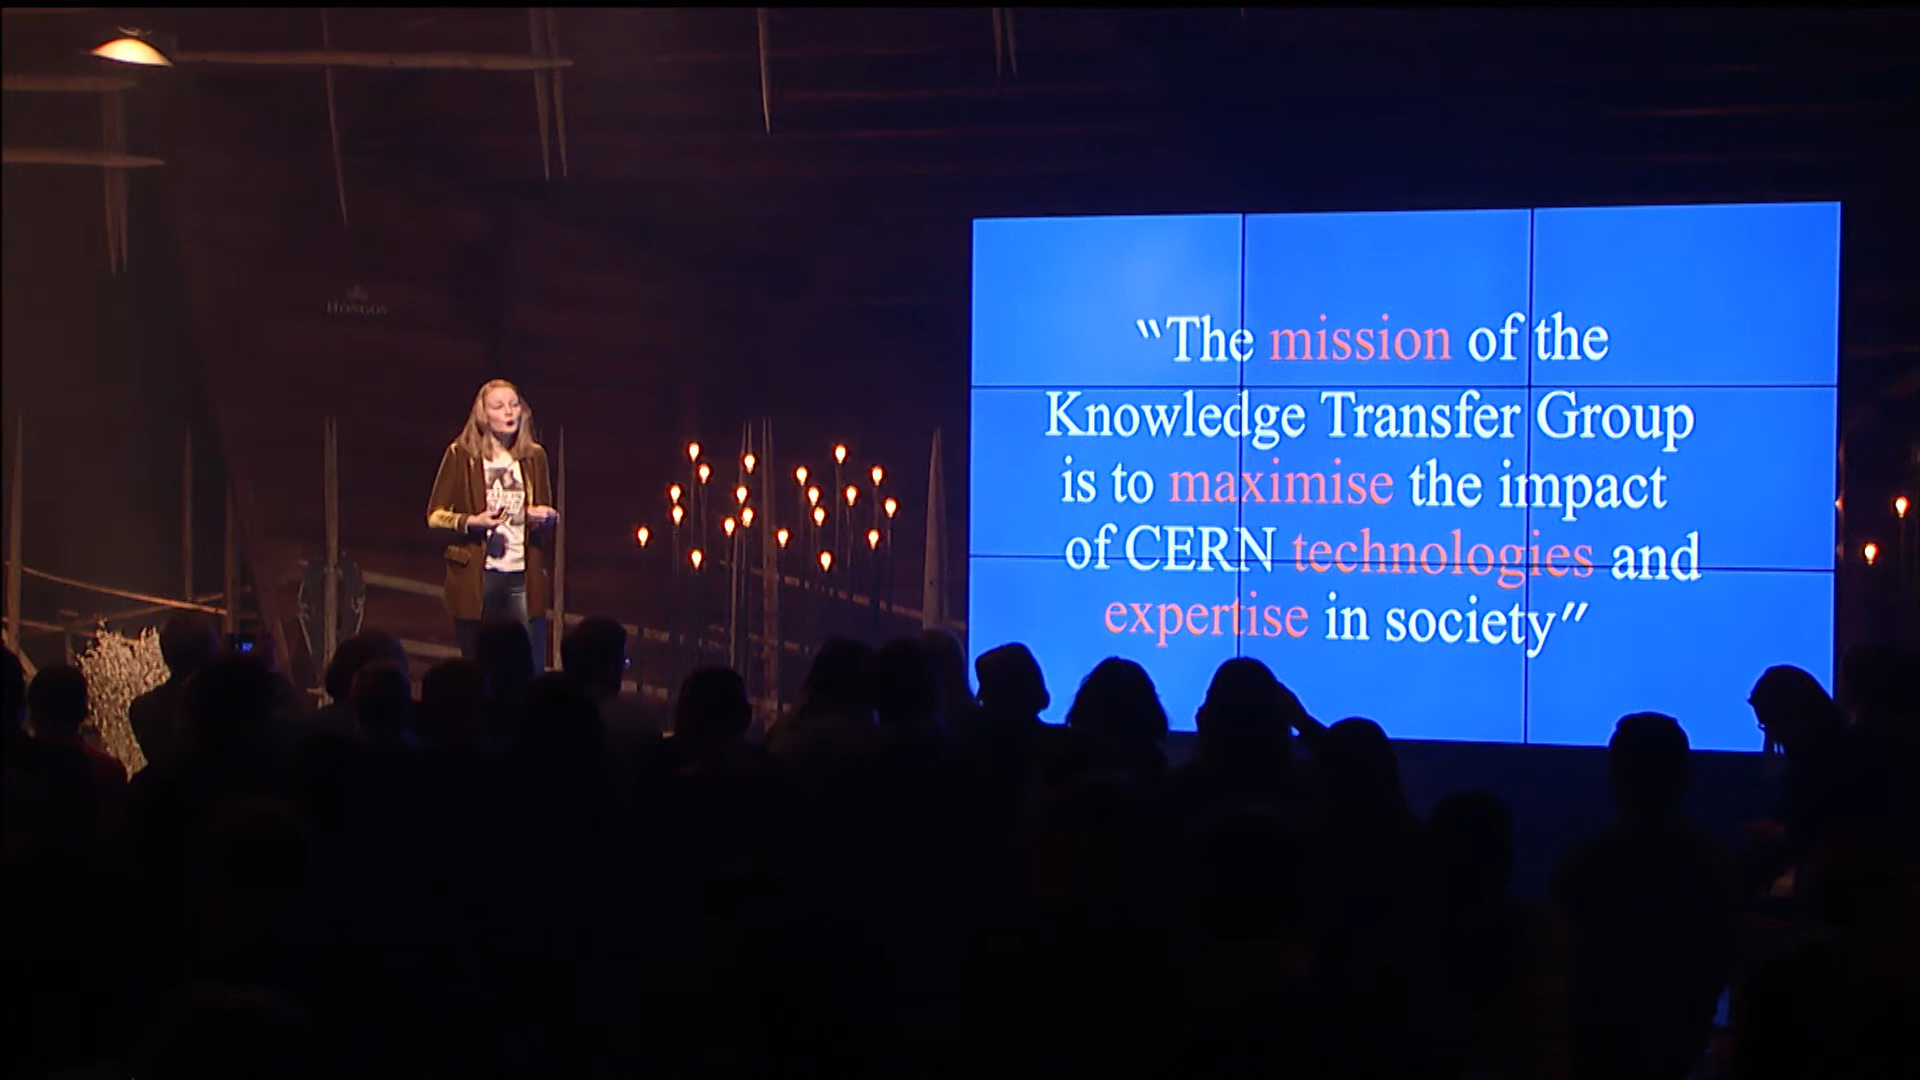 “The mission of the
Knowledge Transfer Group
is to maximise the impact
of CERN technologies and
expertise in society”